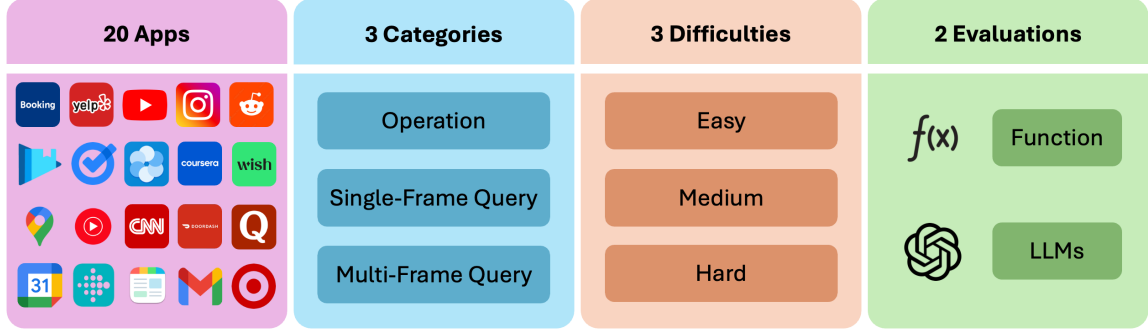 20 Apps
3 Categories
3 Difficulties
2 Evaluations
Booking
yelp
coursera
wish
CNN
DOORDASH
Q
31
Operation
Single-Frame Query
Multi-Frame Query
Easy
Medium
Hard
f(x)
Function
LLMs